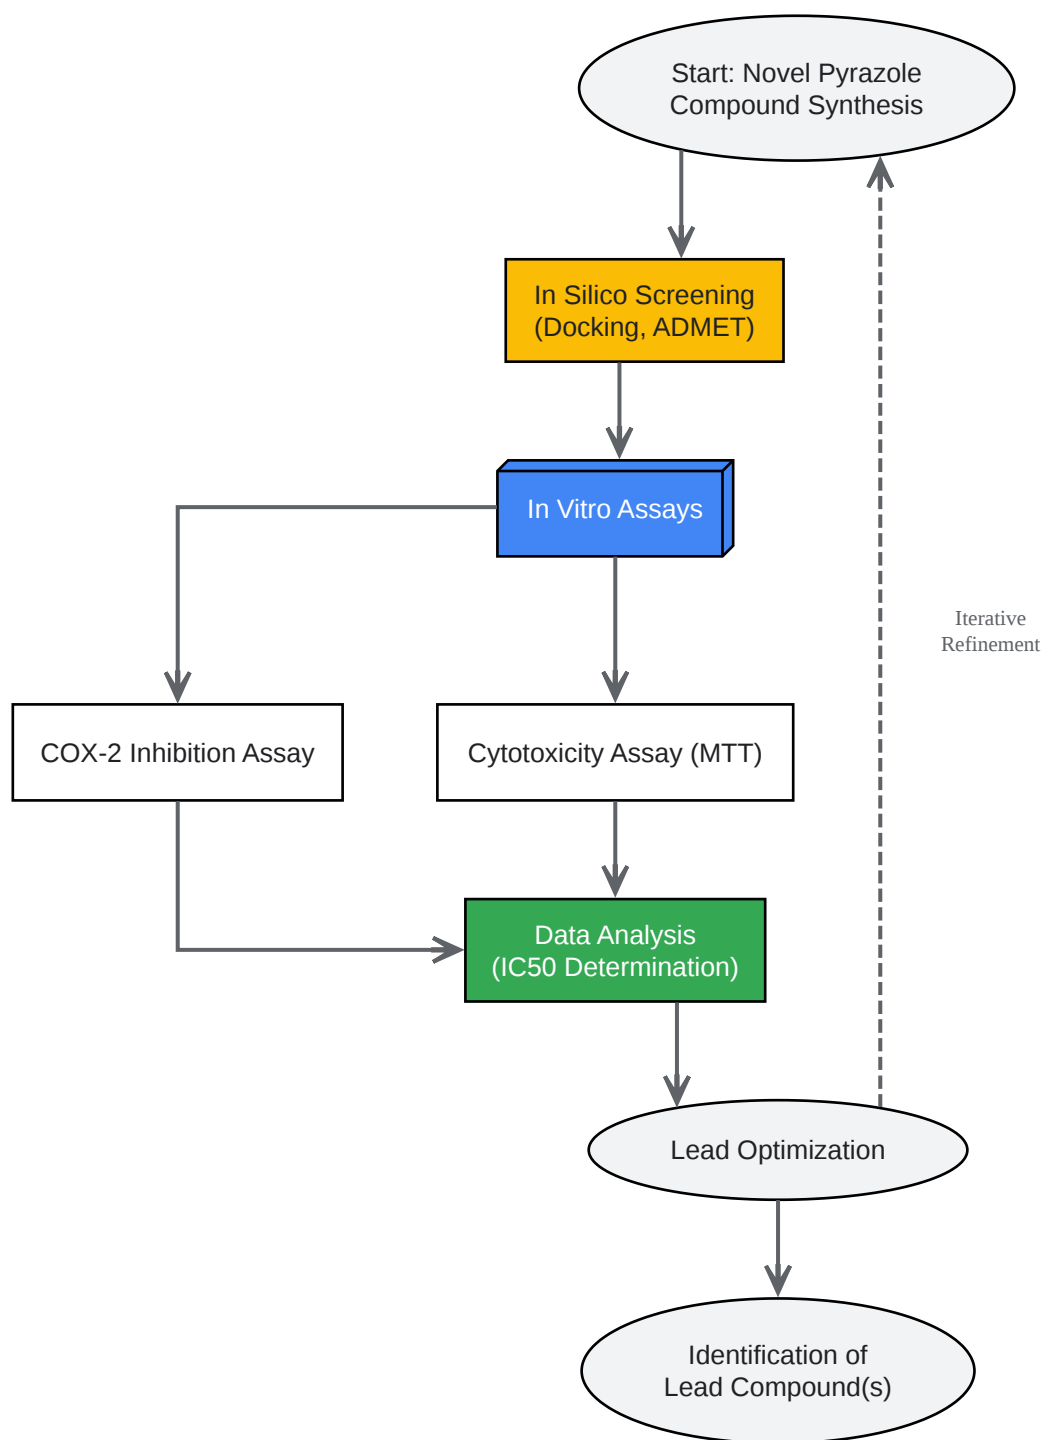 Start: Novel Pyrazole
Compound Synthesis
In Silico Screening
(Docking, ADMET)
In Vitro Assays
Iterative
Refinement
COX-2 Inhibition Assay
Cytotoxicity Assay (MTT)
Data Analysis
(IC50 Determination)
Lead Optimization
Identification of
Lead Compound(s)